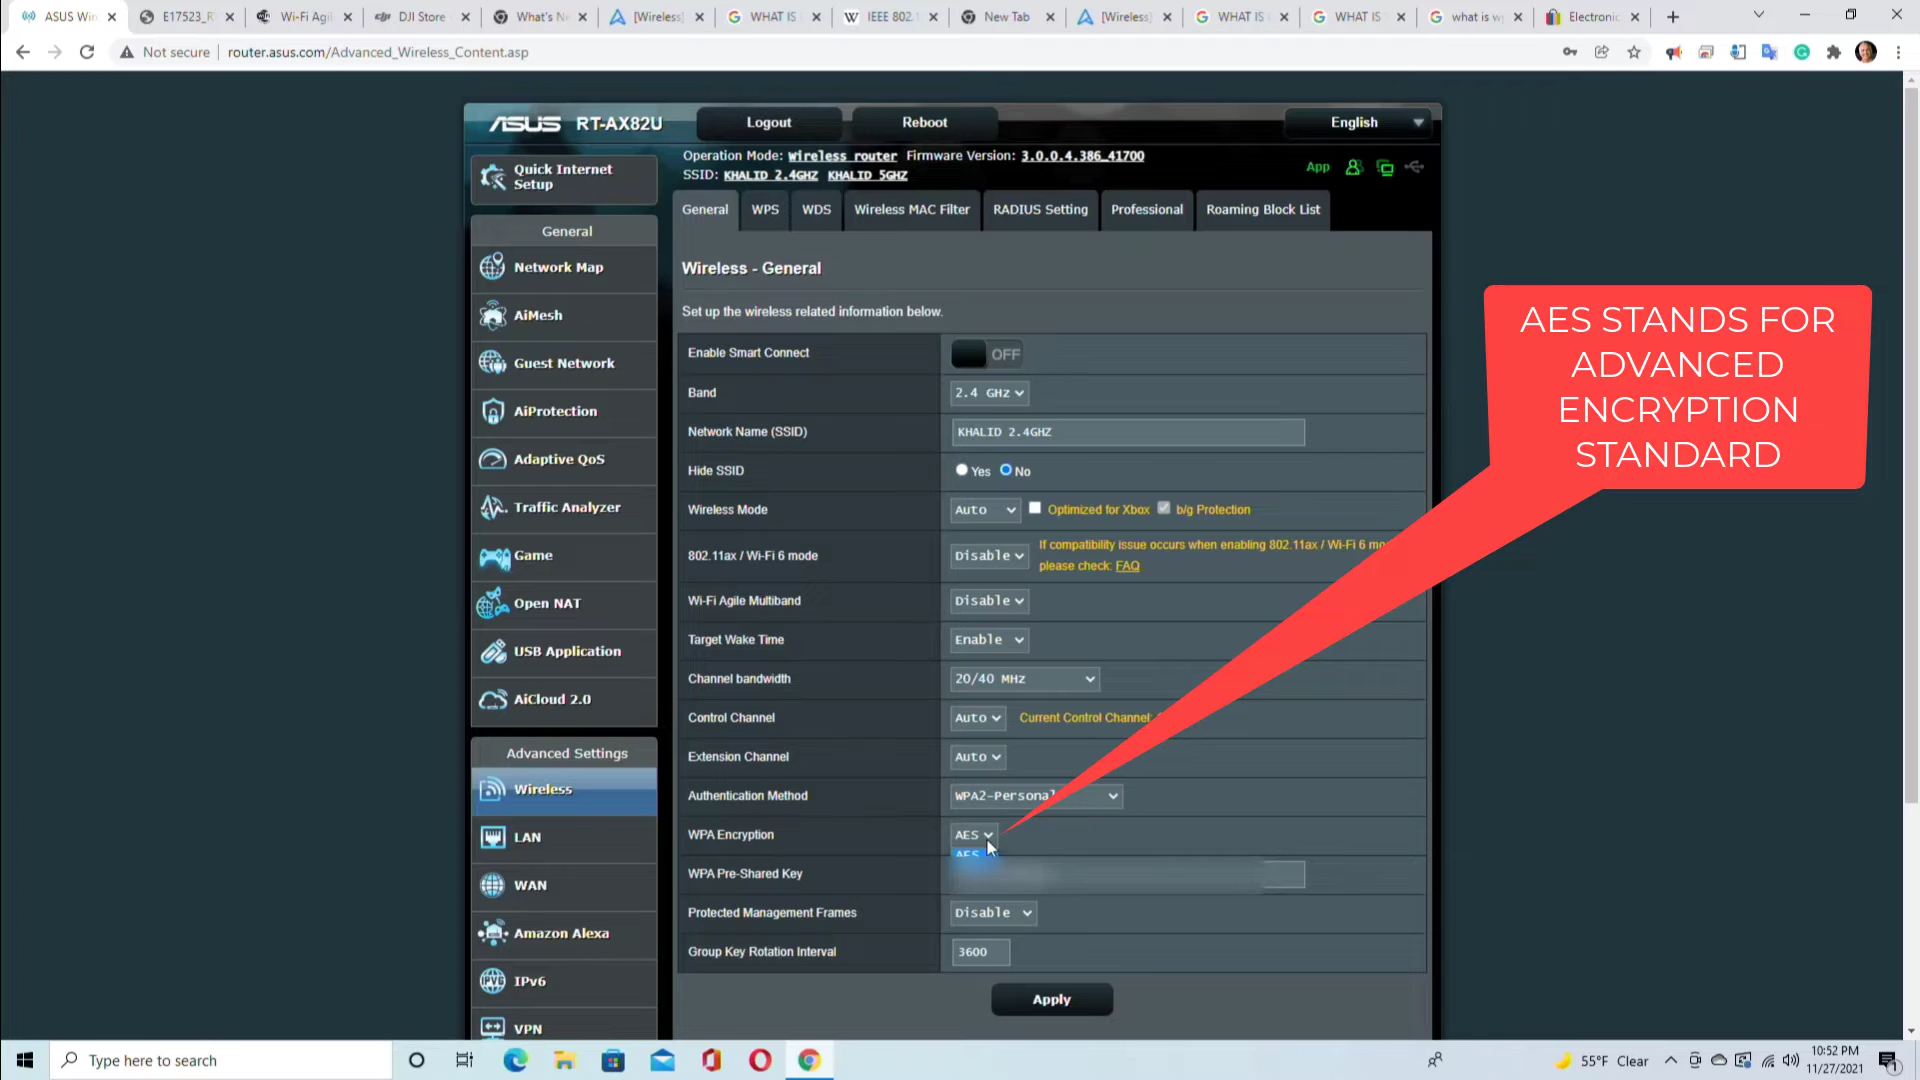 ASUS Wir
E17523_R
Wi-Fi Agil
DJI Store
What's N
[Wireless]
WHAT IS
IEEE 802.1
New Tab
[Wireless]
WHAT IS
WHAT IS
what is w
Electronic
Not secure
router.asus.com/Advanced_Wireless_Content.asp
ASUS RT-AX82U
Logout
Reboot
English
Operation Mode: Wireless router Firmware Version: 3.0.0.4.386_41700
SSID: KHALID 2.4GHZ KHALID 5GHZ
App
Quick Internet
Setup
General
Network Map
AiMesh
Guest Network
AiProtection
Adaptive QoS
Traffic Analyzer
Game
Open NAT
USB Application
AiCloud 2.0
Advanced Settings
Wireless
LAN
WAN
Amazon Alexa
IPv6
VPN
General
WPS
WDS
Wireless MAC Filter
RADIUS Setting
Professional
Roaming Block List
Wireless - General
Set up the wireless related information below.
Enable Smart Connect OFF
Band 2.4 GHz
Network Name (SSID) KHALID 2.4GHZ
Hide SSID Yes No
Wireless Mode Auto Optimized for Xbox b/g Protection
802.11ax / Wi-Fi 6 mode Disable If compatibility issue occurs when enabling 802.11ax / Wi-Fi 6 mo
please check: FAQ
Wi-Fi Agile Multiband Disable
Target Wake Time Enable
Channel bandwidth 20/40 MHz
Control Channel Auto Current Control Channel:
Extension Channel Auto
Authentication Method WPA2-Personal
WPA Encryption AES
AES
WPA Pre-Shared Key
Protected Management Frames Disable
Group Key Rotation Interval 3600
Apply
AES STANDS FOR
ADVANCED
ENCRYPTION
STANDARD
Type here to search
55°F Clear
10:52 PM
11/27/2021
1